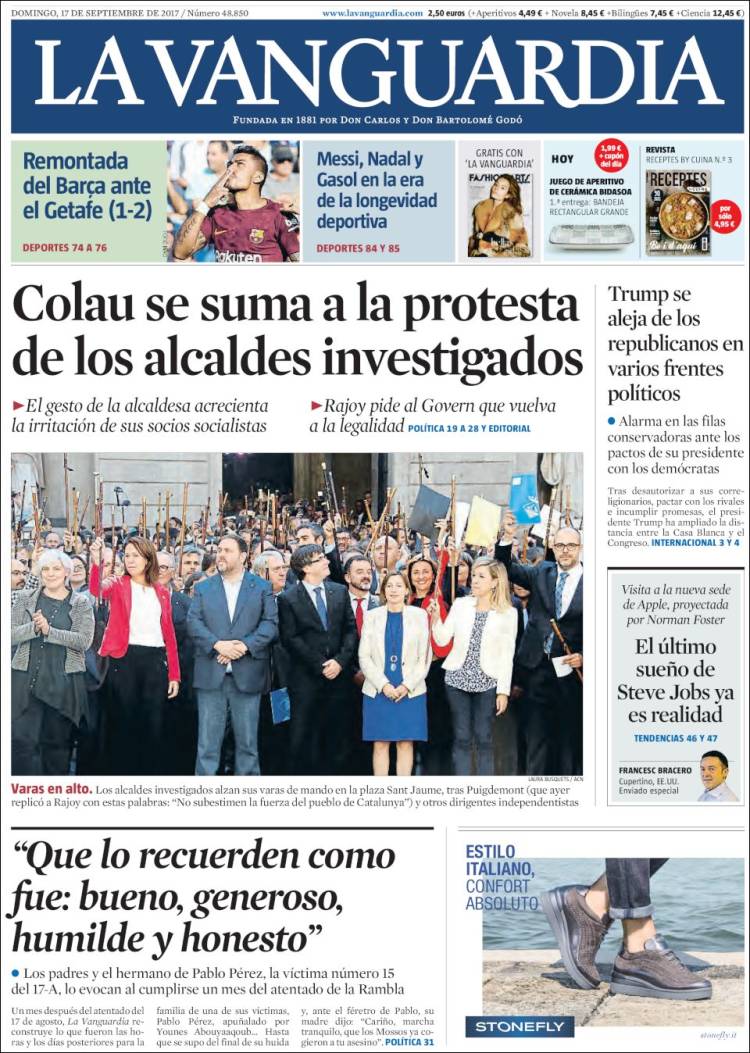 DOMINGO, 17 DE SEPTIEMBRE DE 2017 / Número 48.850
www.lavanguardia.com 2,50 euros (+Aperitivos 4,49 € + Novela 8,45 € +Bilingües 7,45 € +Ciencia 12,45 €)
LA VANGUARDIA
FUNDADA EN 1881 POR DON CARLOS Y DON BARTOLOMÉ GODÓ
Remontada
del Barça ante
el Getafe (1-2)
DEPORTES 74 A 76
Rakuten
Messi, Nadal y
Gasol en la era
de la longevidad
deportiva
DEPORTES 84 Y 85
GRATIS CON
'LA VANGUARDIA'
HOY
1,99 €
+ cupón
del día
JUEGO DE APERITIVO
DE CERÁMICA BIDASOA
1.ª entrega: BANDEJA
RECTANGULAR GRANDE
REVISTA
RECEPTES BY CUINA N.º 3
RECEPTES
Bo i d'aquí
por
sólo
4,95 €
Colau se suma a la protesta
de los alcaldes investigados
►El gesto de la alcaldesa acrecienta
la irritación de sus socios socialistas
►Rajoy pide al Govern que vuelva
a la legalidad POLÍTICA 19 A 28 Y EDITORIAL
LAURA BUSQUETS / ACN
Varas en alto. Los alcaldes investigados alzan sus varas de mando en la plaza Sant Jaume, tras Puigdemont (que ayer
replicó a Rajoy con estas palabras: “No subestimen la fuerza del pueblo de Catalunya”) y otros dirigentes independentistas
Trump se
aleja de los
republicanos en
varios frentes
políticos
● Alarma en las filas
conservadoras ante los
pactos de su presidente
con los demócratas
Tras desautorizar a sus corre-
ligionarios, pactar con los rivales
e incumplir promesas, el presi-
dente Trump ha ampliado la dis-
tancia entre la Casa Blanca y el
Congreso. INTERNACIONAL 3 Y 4
Visita a la nueva sede
de Apple, proyectada
por Norman Foster
El último
sueño de
Steve Jobs ya
es realidad
TENDENCIAS 46 Y 47
FRANCESC BRACERO
Cupertino, EE.UU.
Enviado especial
“Que lo recuerden como
fue: bueno, generoso,
humilde y honesto”
● Los padres y el hermano de Pablo Pérez, la víctima número 15
del 17-A, lo evocan al cumplirse un mes del atentado de la Rambla
Un mes después del atentado del
17 de agosto, La Vanguardia re-
construye lo que fueron las ho-
ras y los días posteriores para la
familia de una de sus víctimas,
Pablo Pérez, apuñalado por
Younes Abouyaaqoub... Hasta
que se supo del final de su huida
y, ante el féretro de Pablo, su
madre dijo: “Cariño, marcha
tranquilo, que los Mossos ya co-
gieron a tu asesino”. POLÍTICA 31
ESTILO
ITALIANO,
CONFORT
ABSOLUTO
STONEFLY
stonefly.it